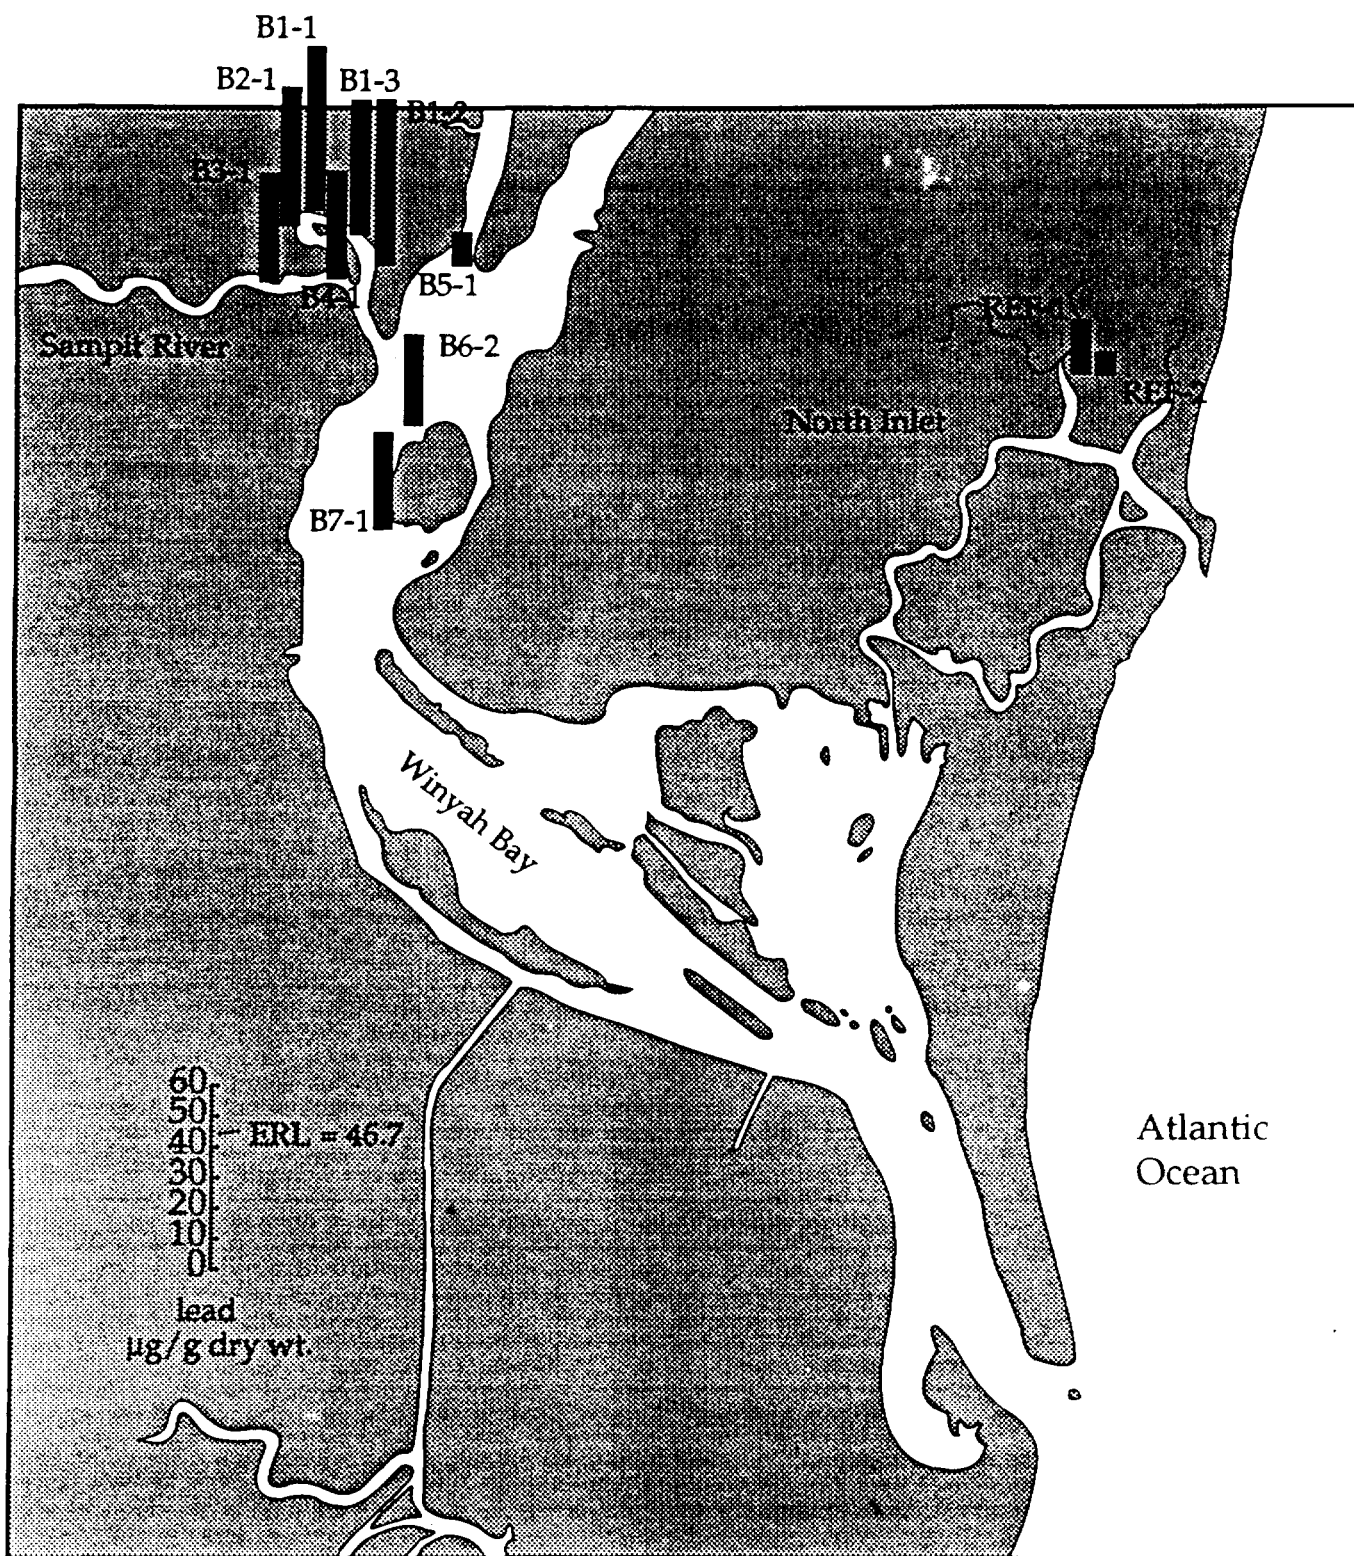 B1-1
B2-1
B1-3
B1-2
B3-1
B5-1
B4-1
Sampit River
B6-2
REF-1
REF-2
North Inlet
B7-1
Winyah Bay
60
50
40
30
20
10
0
ERL = 46.7
lead
µg/g dry wt.
Atlantic
Ocean